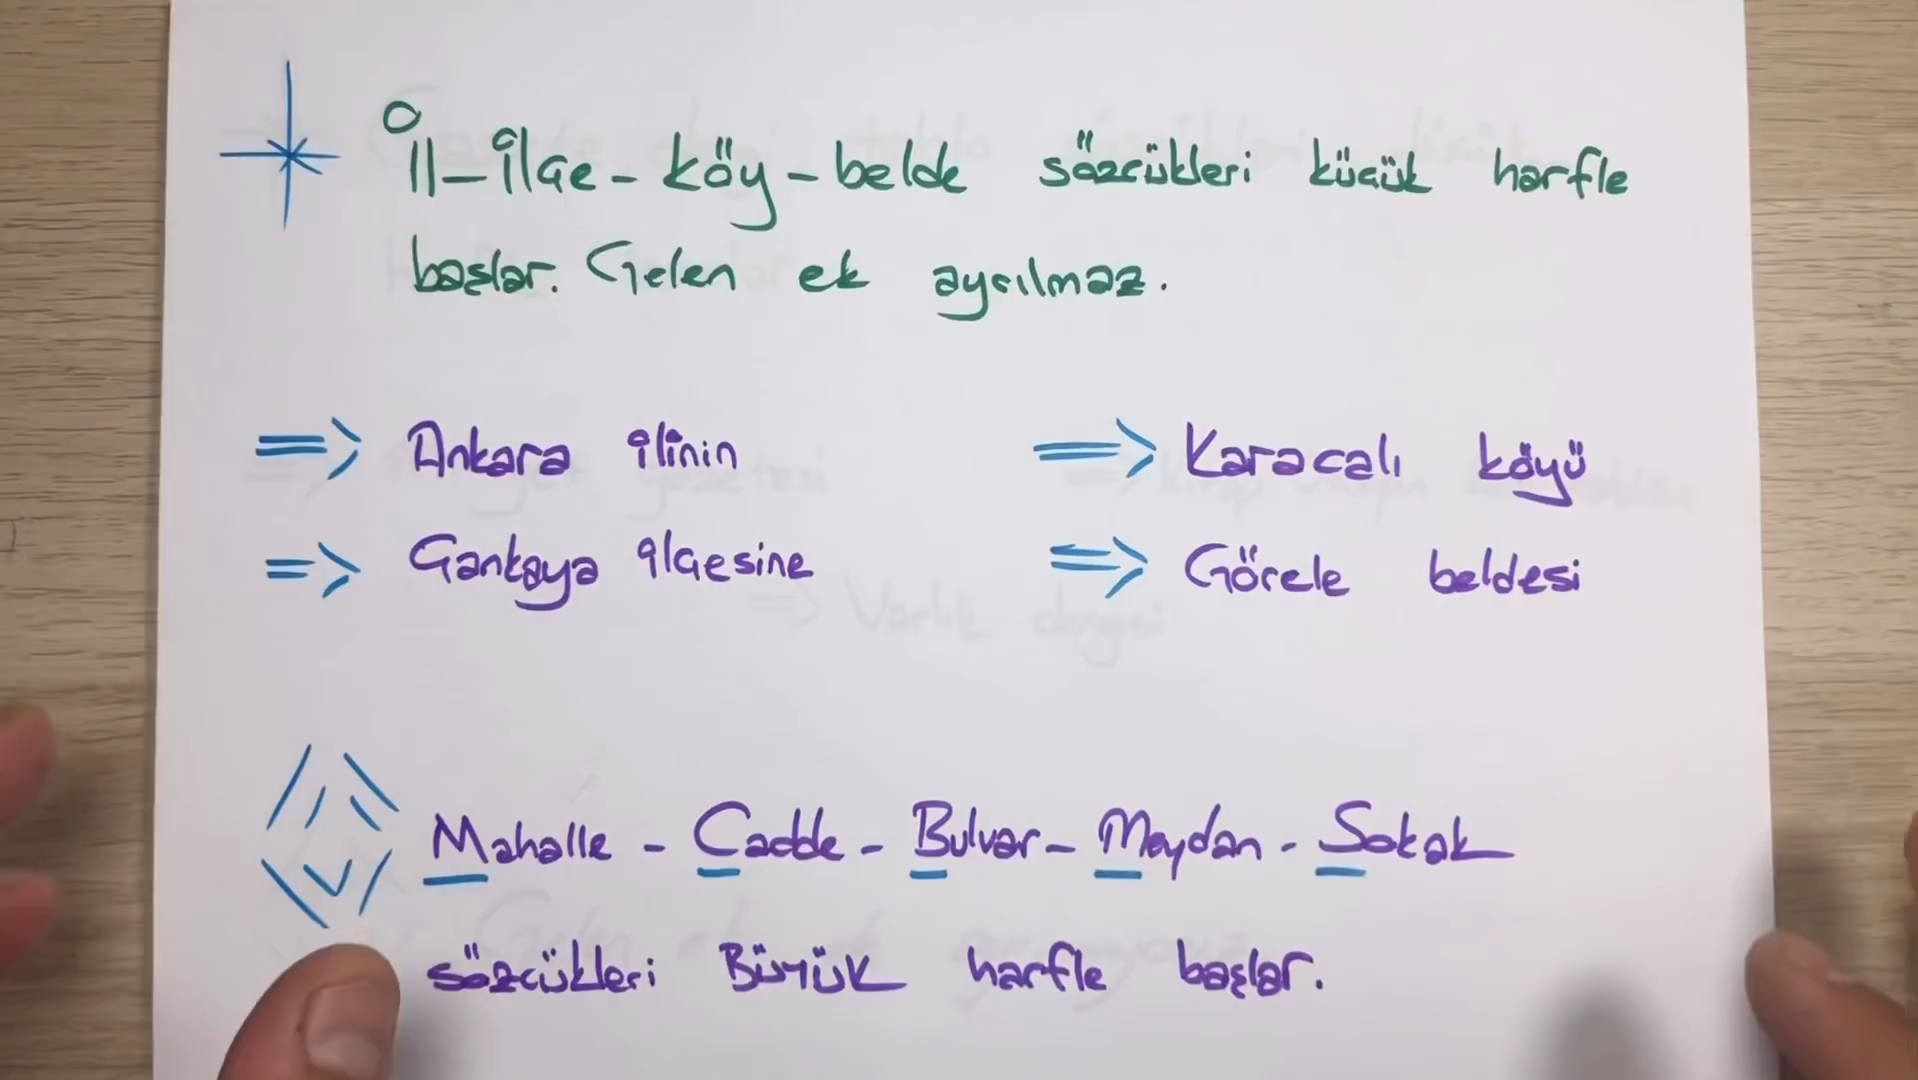 İl-İlçe-köy-belde sözcükleri küçük harfle
başlar. Gelen ek ayrılmaz.
⇒ Ankara ilinin
⇒ Karacalı köyü
⇒ Çankaya ilçesine
⇒ Görele beldesi
Mahalle - Cadde - Bulvar - Meydan - Sokak
sözcükleri BÜYÜK harfle başlar.